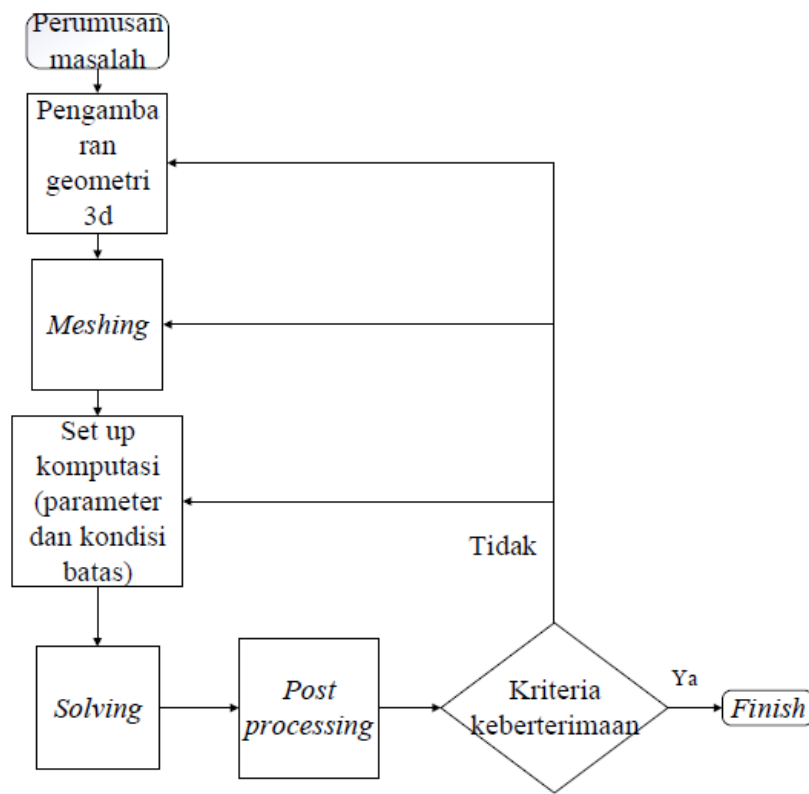 Perumusan
masalah
Pengamba
ran
geometri
3d
Meshing
Set up
komputasi
(parameter
dan kondisi
batas)
Tidak
Solving
Post
processing
Kriteria
keberterimaan
Ya
Finish